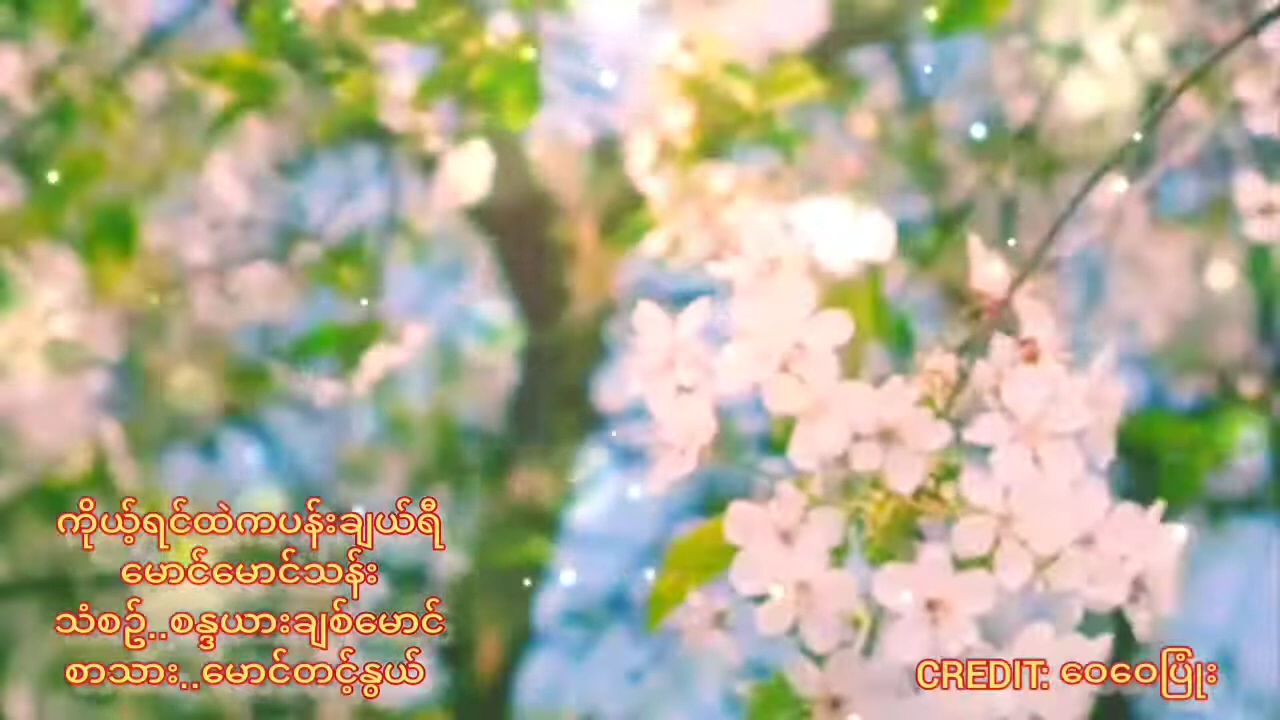 ကိုယ့်ရင်ထဲကပန်းချယ်ရီ
မောင်မောင်သန်း
သံစဥ်..စန္ဒယားချစ်မောင်
စာသား..မောင်တင့်နွယ်
CREDIT: ဝေဝေပြုံး